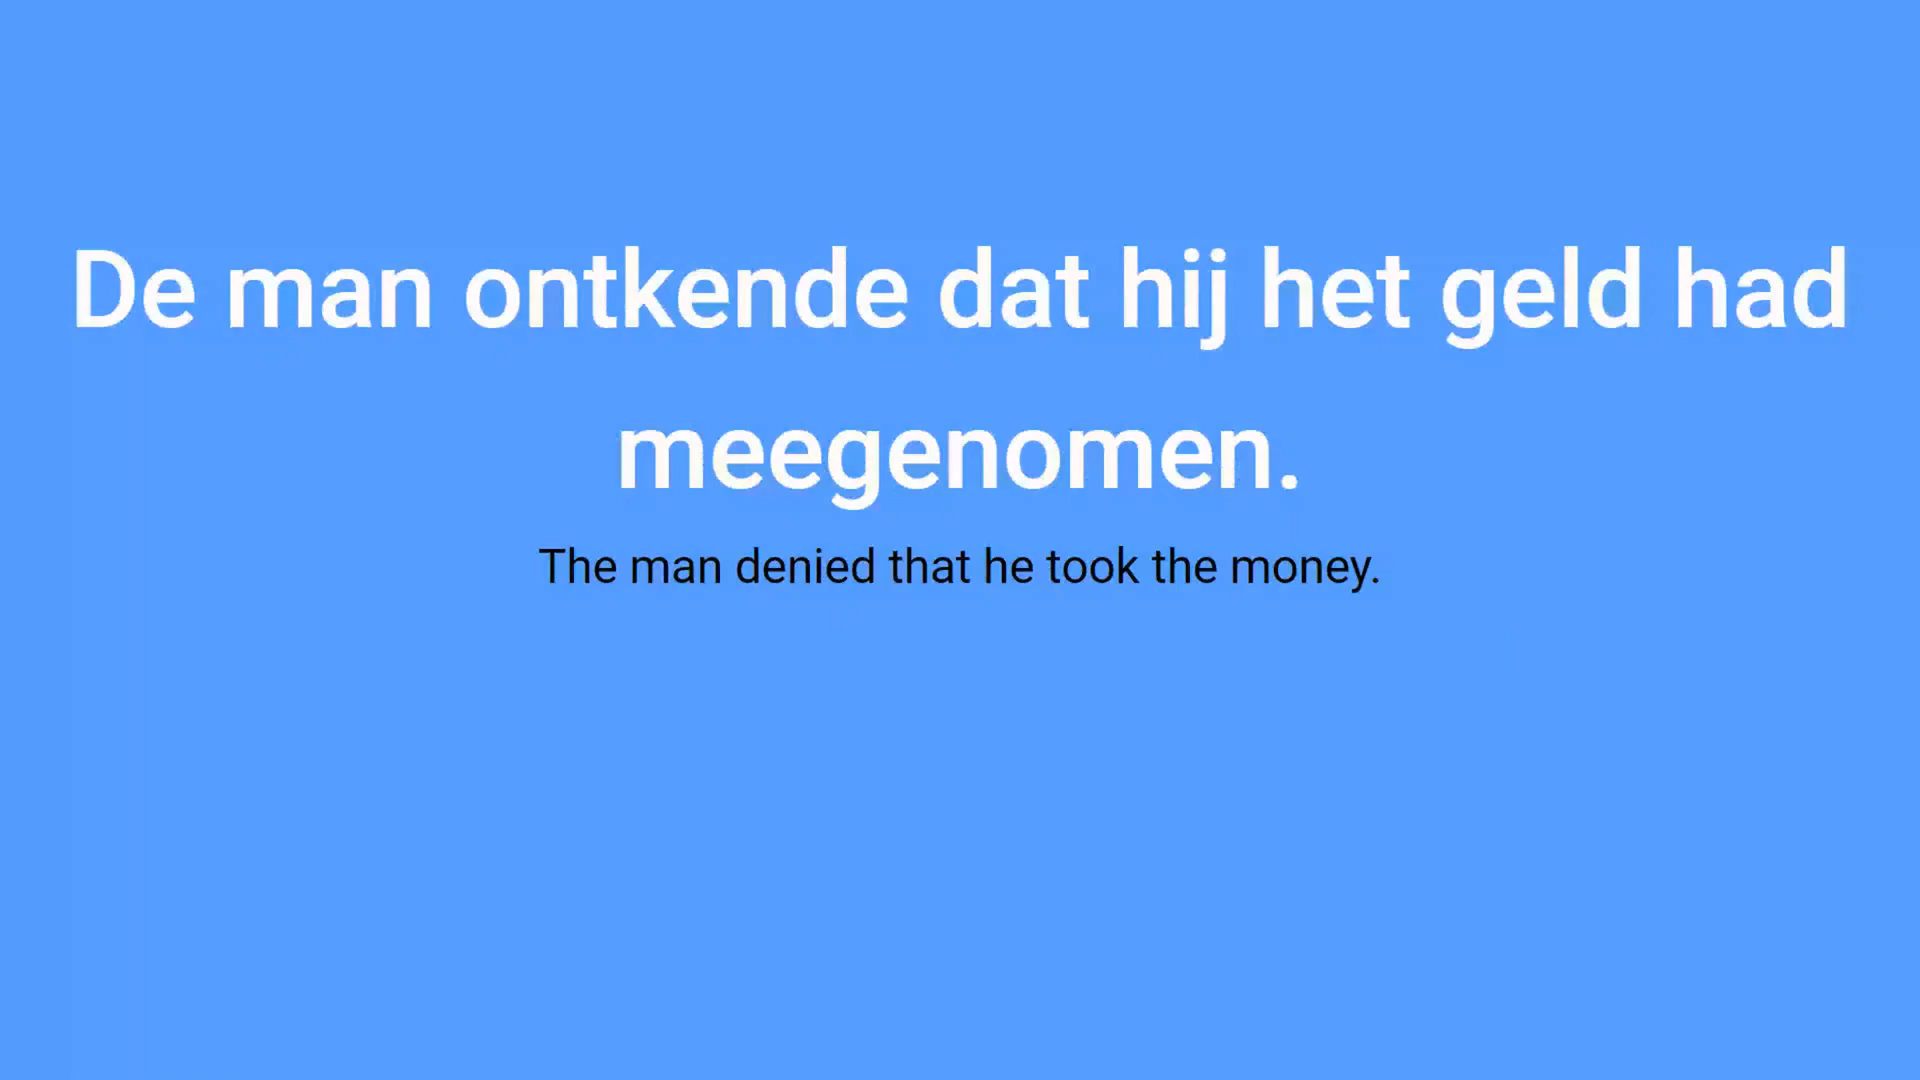 De man ontkende dat hij het geld had
meegenomen.
The man denied that he took the money.